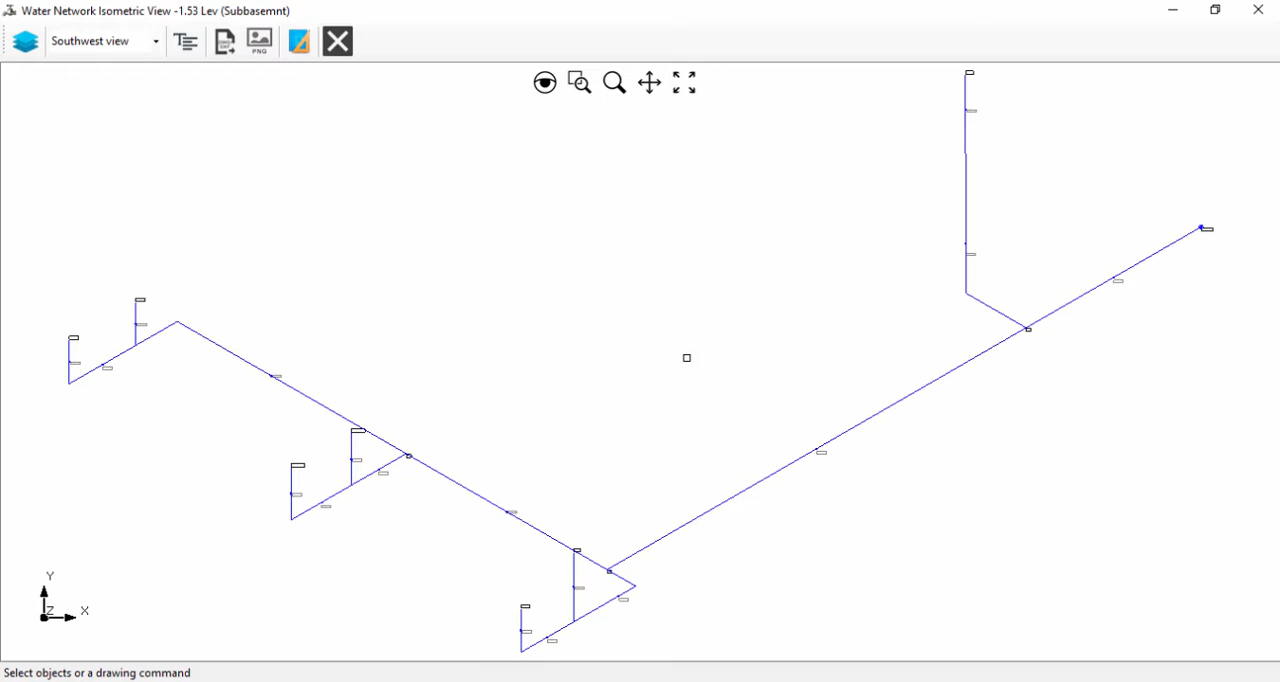 Water Network Isometric View -1.53 Lev (Subbasemnt)
Southwest view
PNG
Y
Z
X
Select objects or a drawing command